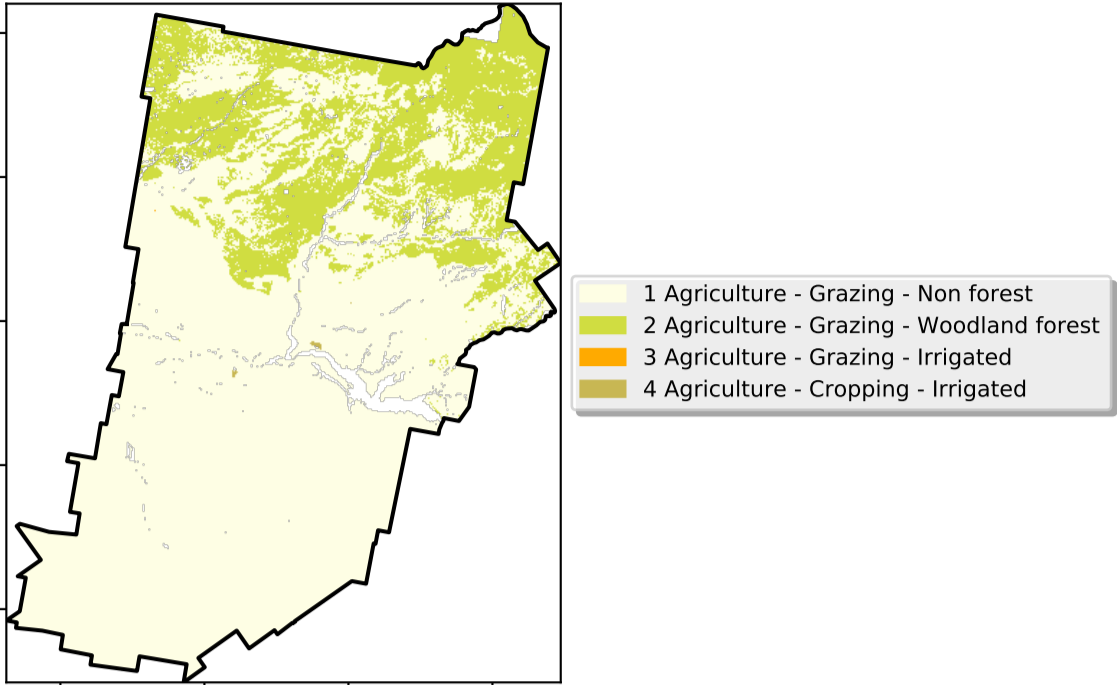 1 Agriculture - Grazing - Non forest
2 Agriculture - Grazing - Woodland forest
3 Agriculture - Grazing - Irrigated
4 Agriculture - Cropping - Irrigated